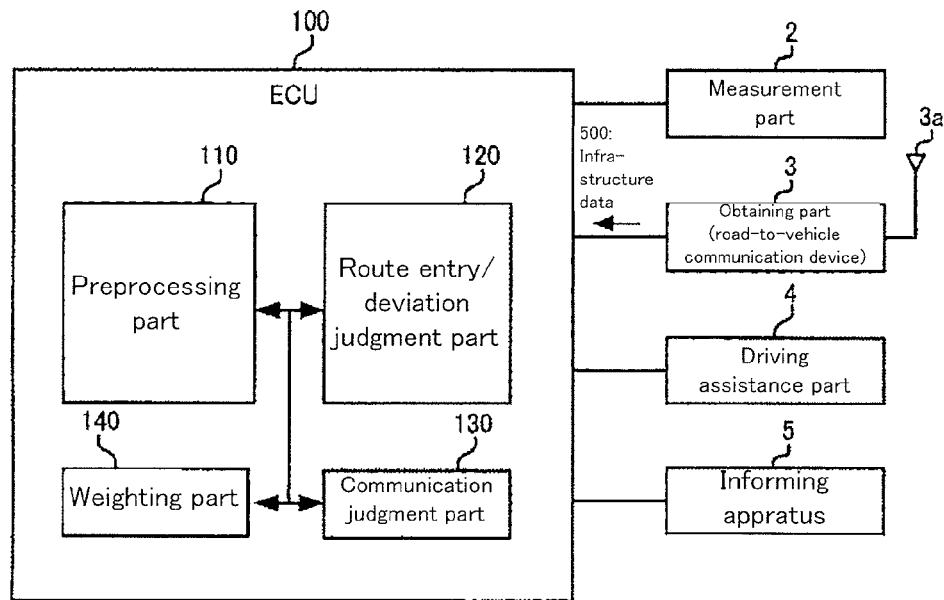 100
ECU
110
Preprocessing
part
120
Route entry/
deviation
judgment part
140
Weighting part
130
Communication
judgment part
2
Measurement
part
500:
Infra-
structure
data
3
Obtaining part
(road-to-vehicle
communication device)
3a
4
Driving
assistance part
5
Informing
appratus